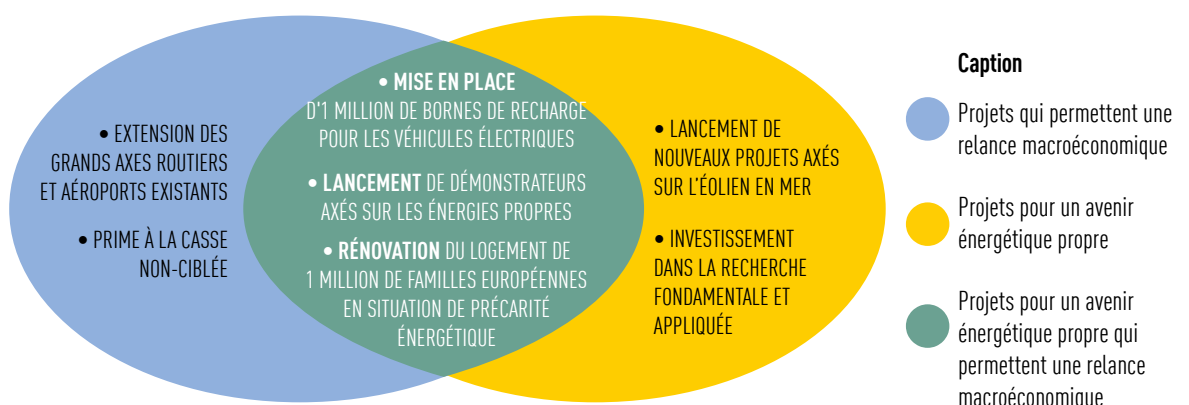 • EXTENSION DES
GRANDS AXES ROUTIERS
ET AÉROPORTS EXISTANTS
• PRIME À LA CASSE
NON-CIBLÉE
• MISE EN PLACE
D'1 MILLION DE BORNES DE RECHARGE
POUR LES VÉHICULES ÉLECTRIQUES
• LANCEMENT DE DÉMONSTRATEURS
AXÉS SUR LES ÉNERGIES PROPRES
• RÉNOVATION DU LOGEMENT DE
1 MILLION DE FAMILLES EUROPÉENNES
EN SITUATION DE PRÉCARITÉ
ÉNERGÉTIQUE
• LANCEMENT DE
NOUVEAUX PROJETS AXÉS
SUR L'ÉOLIEN EN MER
• INVESTISSEMENT
DANS LA RECHERCHE
FONDAMENTALE ET
APPLIQUÉE
Caption
Projets qui permettent une
relance macroéconomique
Projets pour un avenir
énergétique propre
Projets pour un avenir
énergétique propre qui
permettent une relance
macroéconomique